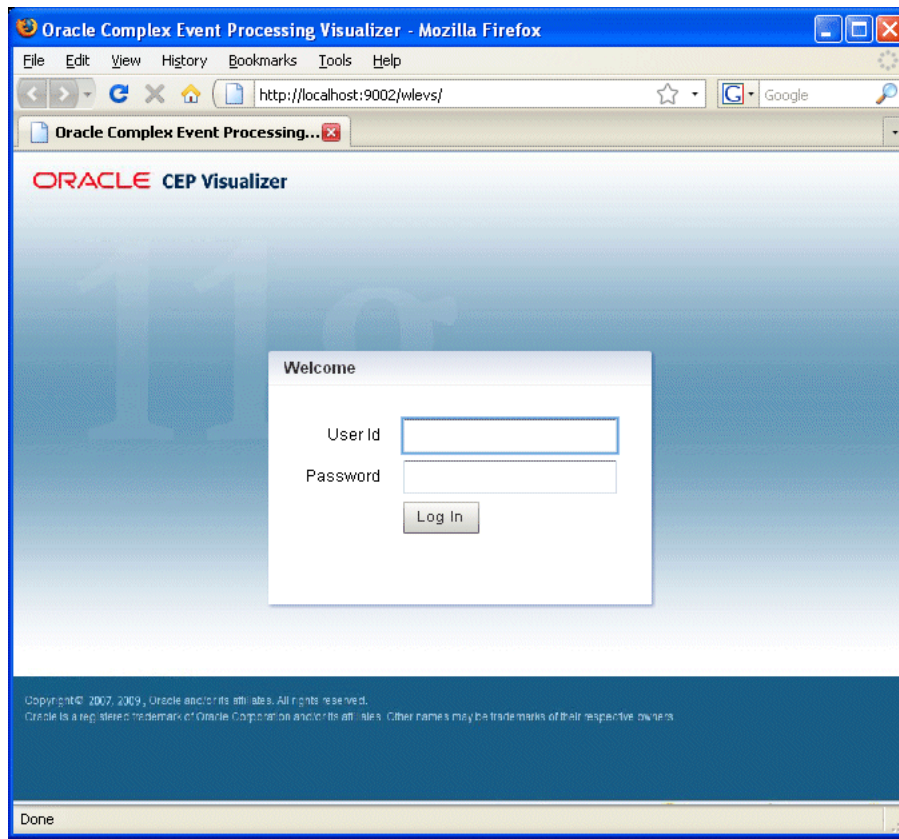 Oracle Complex Event Processing Visualizer - Mozilla Firefox
File Edit View History Bookmarks Tools Help
http://localhost:9002/wlevs/ G Google
Oracle Complex Event Processing...
ORACLE CEP Visualizer
11g
Welcome
User Id
Password
Log In
Copyright© 2007, 2009, Oracle and/or its affiliates. All rights reserved.
Oracle is a registered trademark of Oracle Corporation and/or its affiliates. Other names may be trademarks of their respective owners
Done